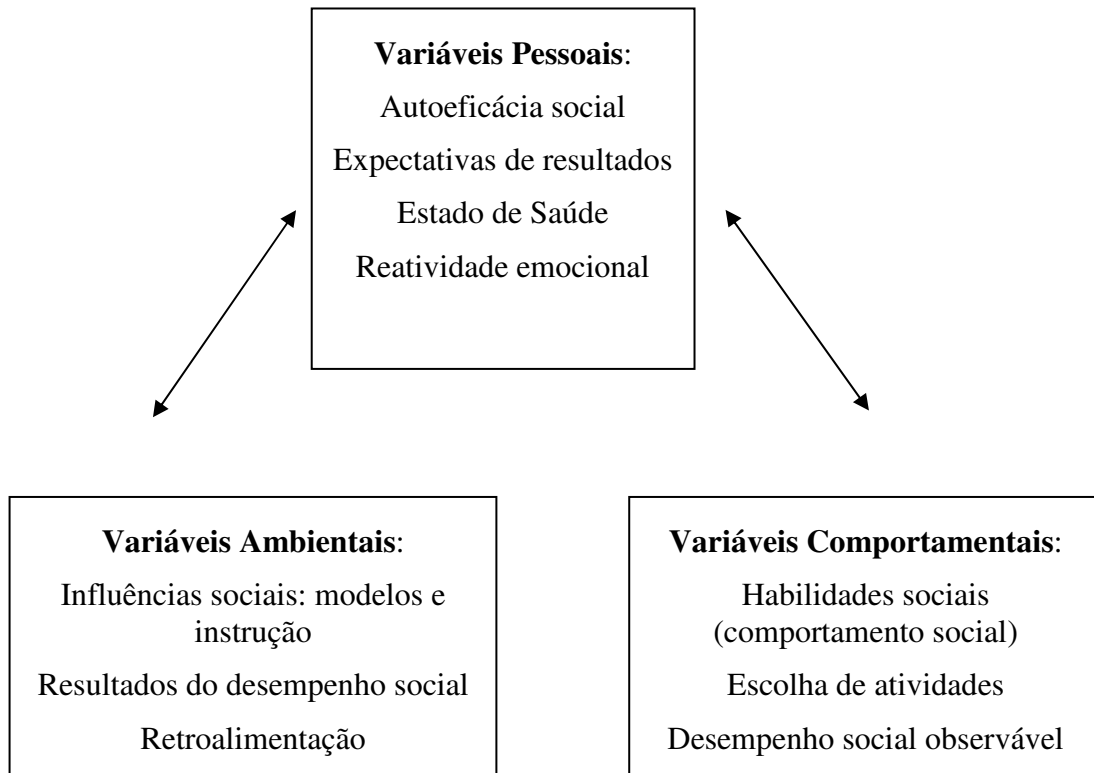 Variáveis Pessoais:
Autoeficácia social
Expectativas de resultados
Estado de Saúde
Reatividade emocional
Variáveis Ambientais:
Influências sociais: modelos e
instrução
Resultados do desempenho social
Retroalimentação
Variáveis Comportamentais:
Habilidades sociais
(comportamento social)
Escolha de atividades
Desempenho social observável